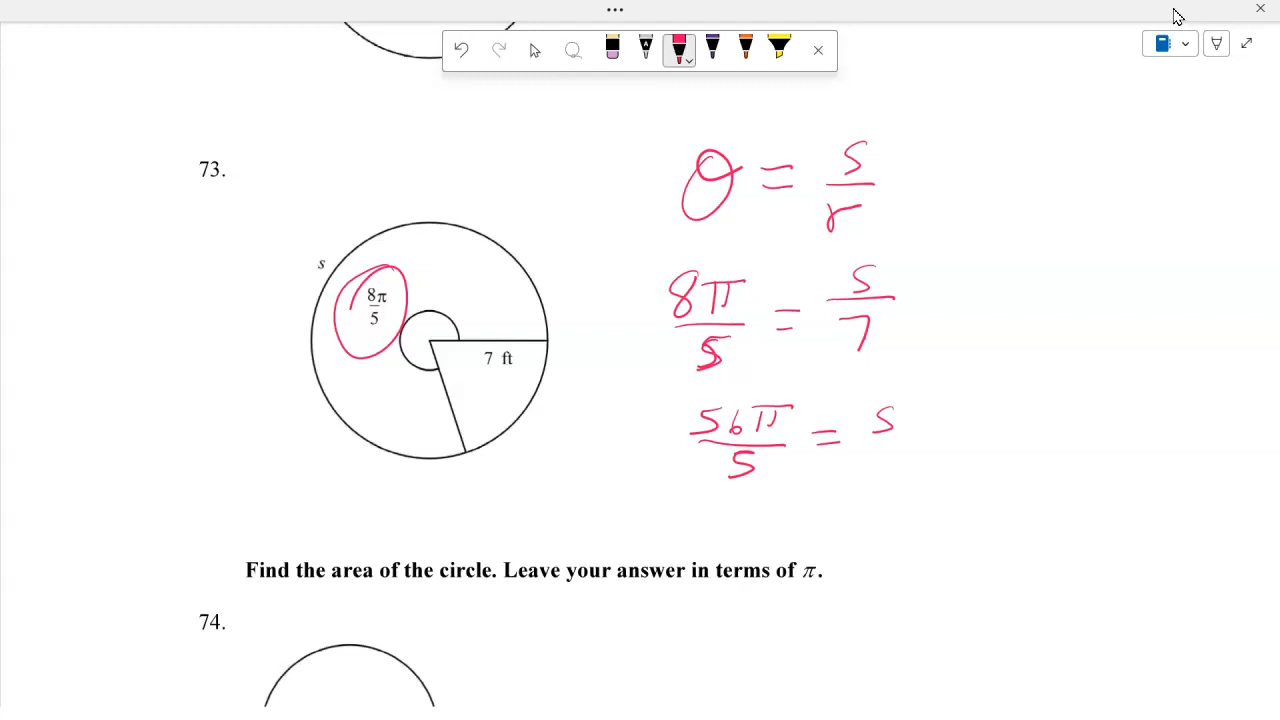 73.
θ = s/r
s
8π/5
8π/5 = s/7
7 ft
56π/5 = s
Find the area of the circle. Leave your answer in terms of π.
74.